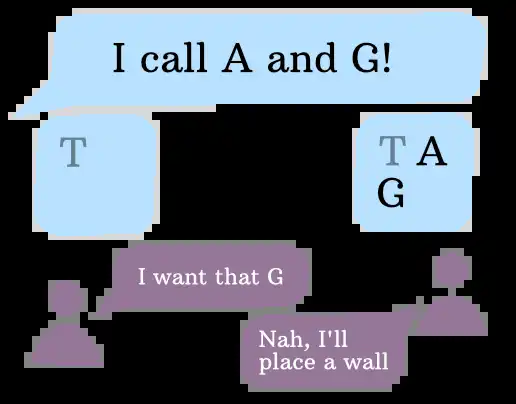 I call A and G!
T
T A
G
I want that G
Nah, I'll
place a wall